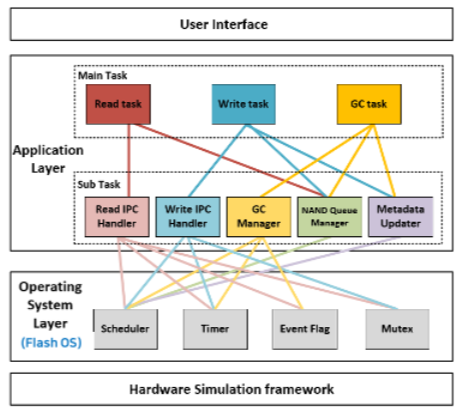 User Interface
Main Task
Read task
Write task
GC task
Application
Layer
Sub Task
Read IPC
Handler
Write IPC
Handler
GC
Manager
NAND Queue
Manager
Metadata
Updater
Operating
System
Layer
(Flash OS)
Scheduler
Timer
Event Flag
Mutex
Hardware Simulation framework